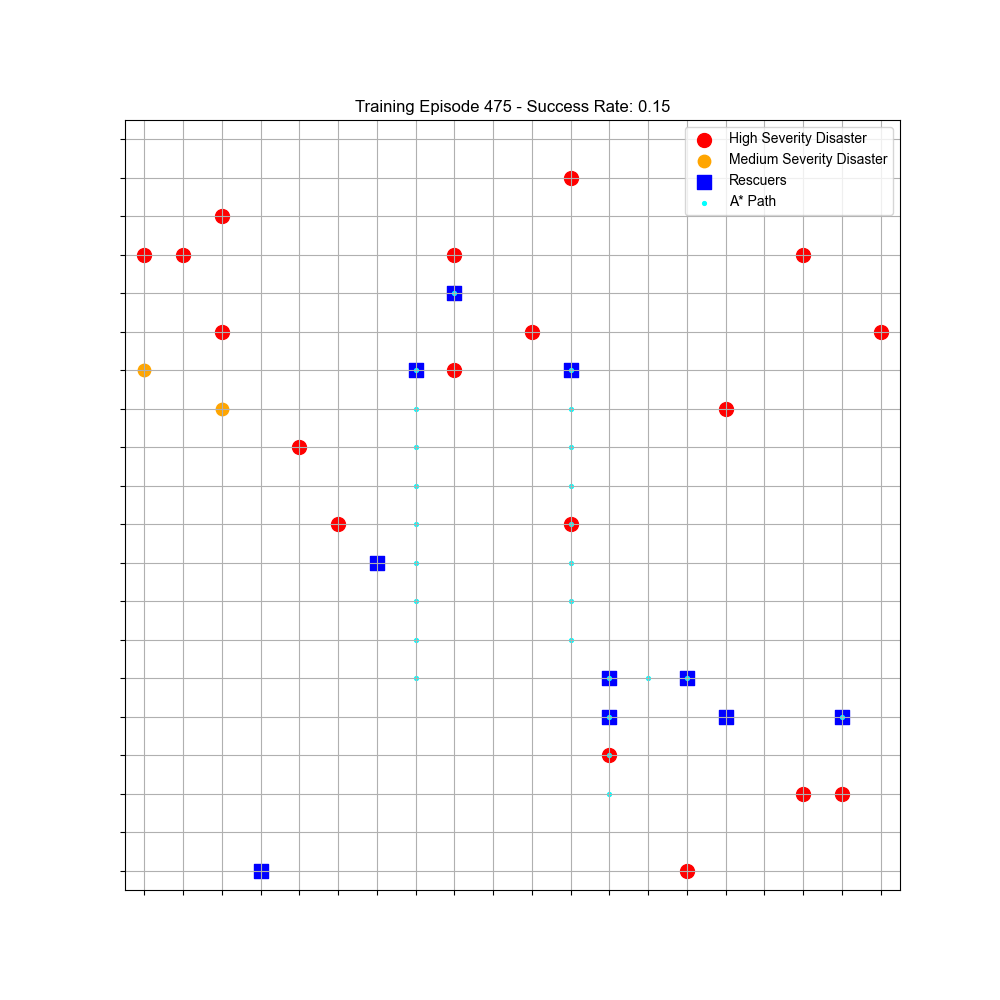 Training Episode 475 - Success Rate: 0.15
High Severity Disaster
Medium Severity Disaster
Rescuers
A* Path